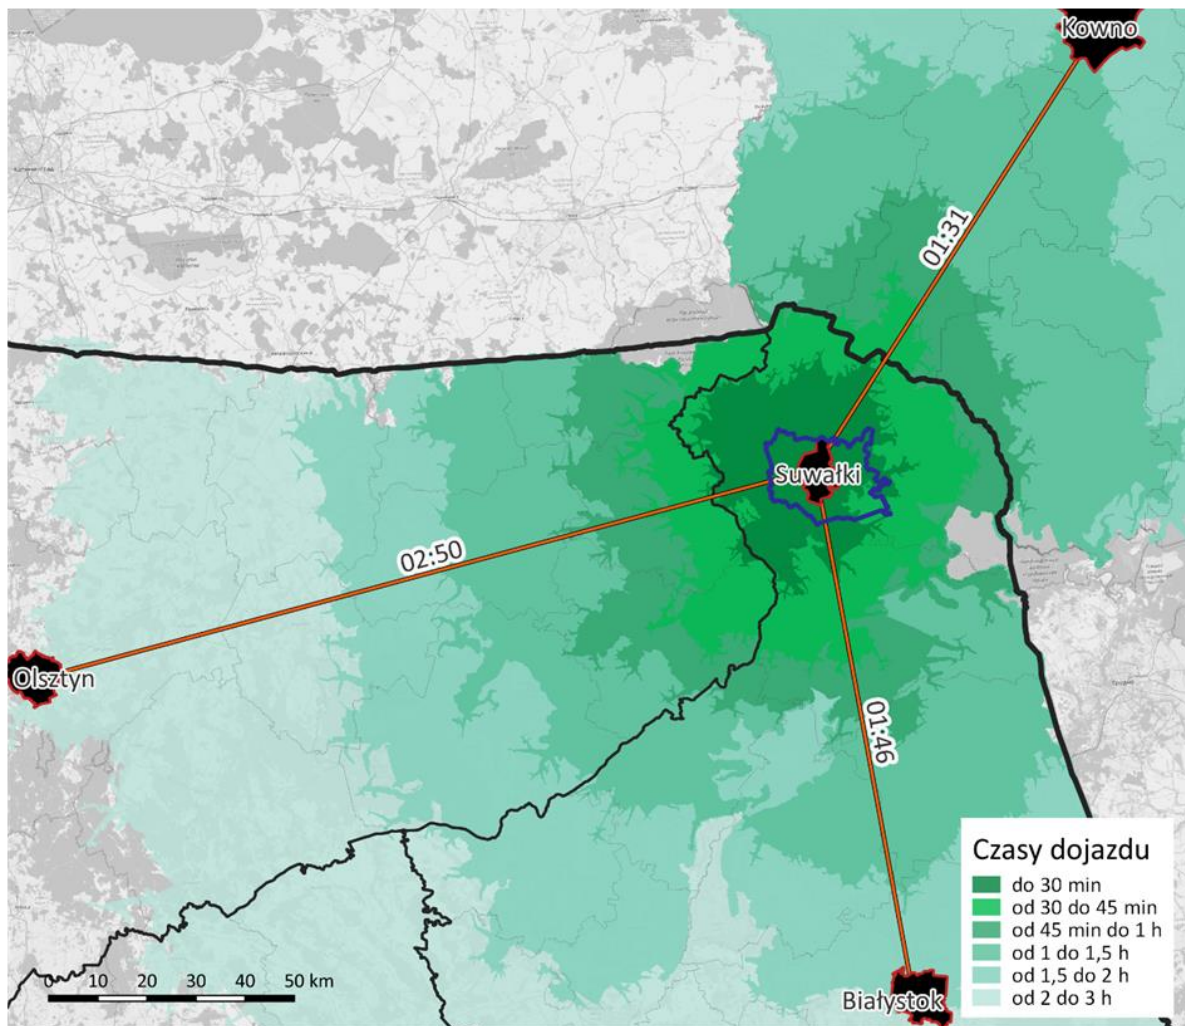 Kowno
01:31
Suwałki
02:50
Olsztyn
01:46
Białystok
Czasy dojazdu
do 30 min
od 30 do 45 min
od 45 min do 1 h
od 1 do 1,5 h
od 1,5 do 2 h
od 2 do 3 h
0 10 20 30 40 50 km